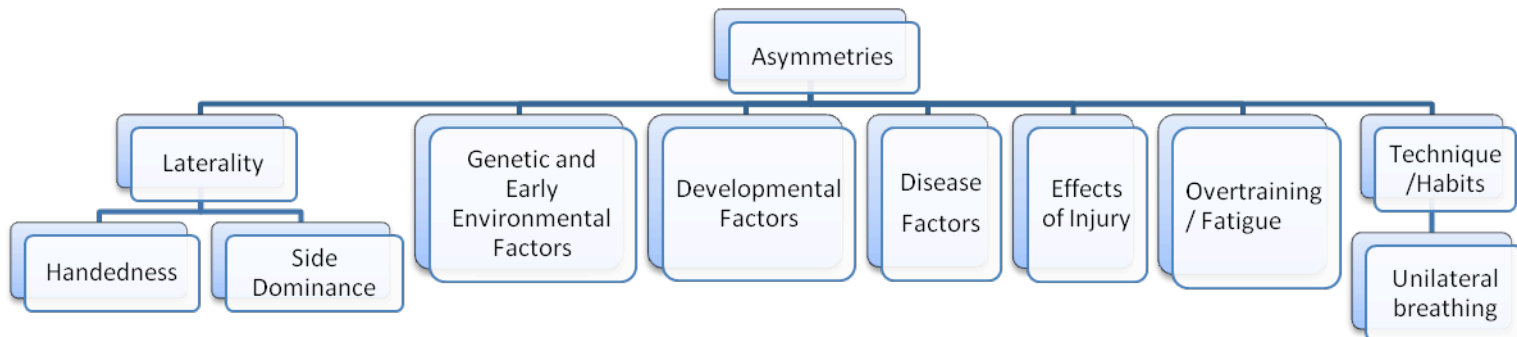 Asymmetries
Laterality
Handedness
Side
Dominance
Genetic and
Early
Environmental
Factors
Developmental
Factors
Disease
Factors
Effects
of Injury
Overtraining
/ Fatigue
Technique
/Habits
Unilateral
breathing